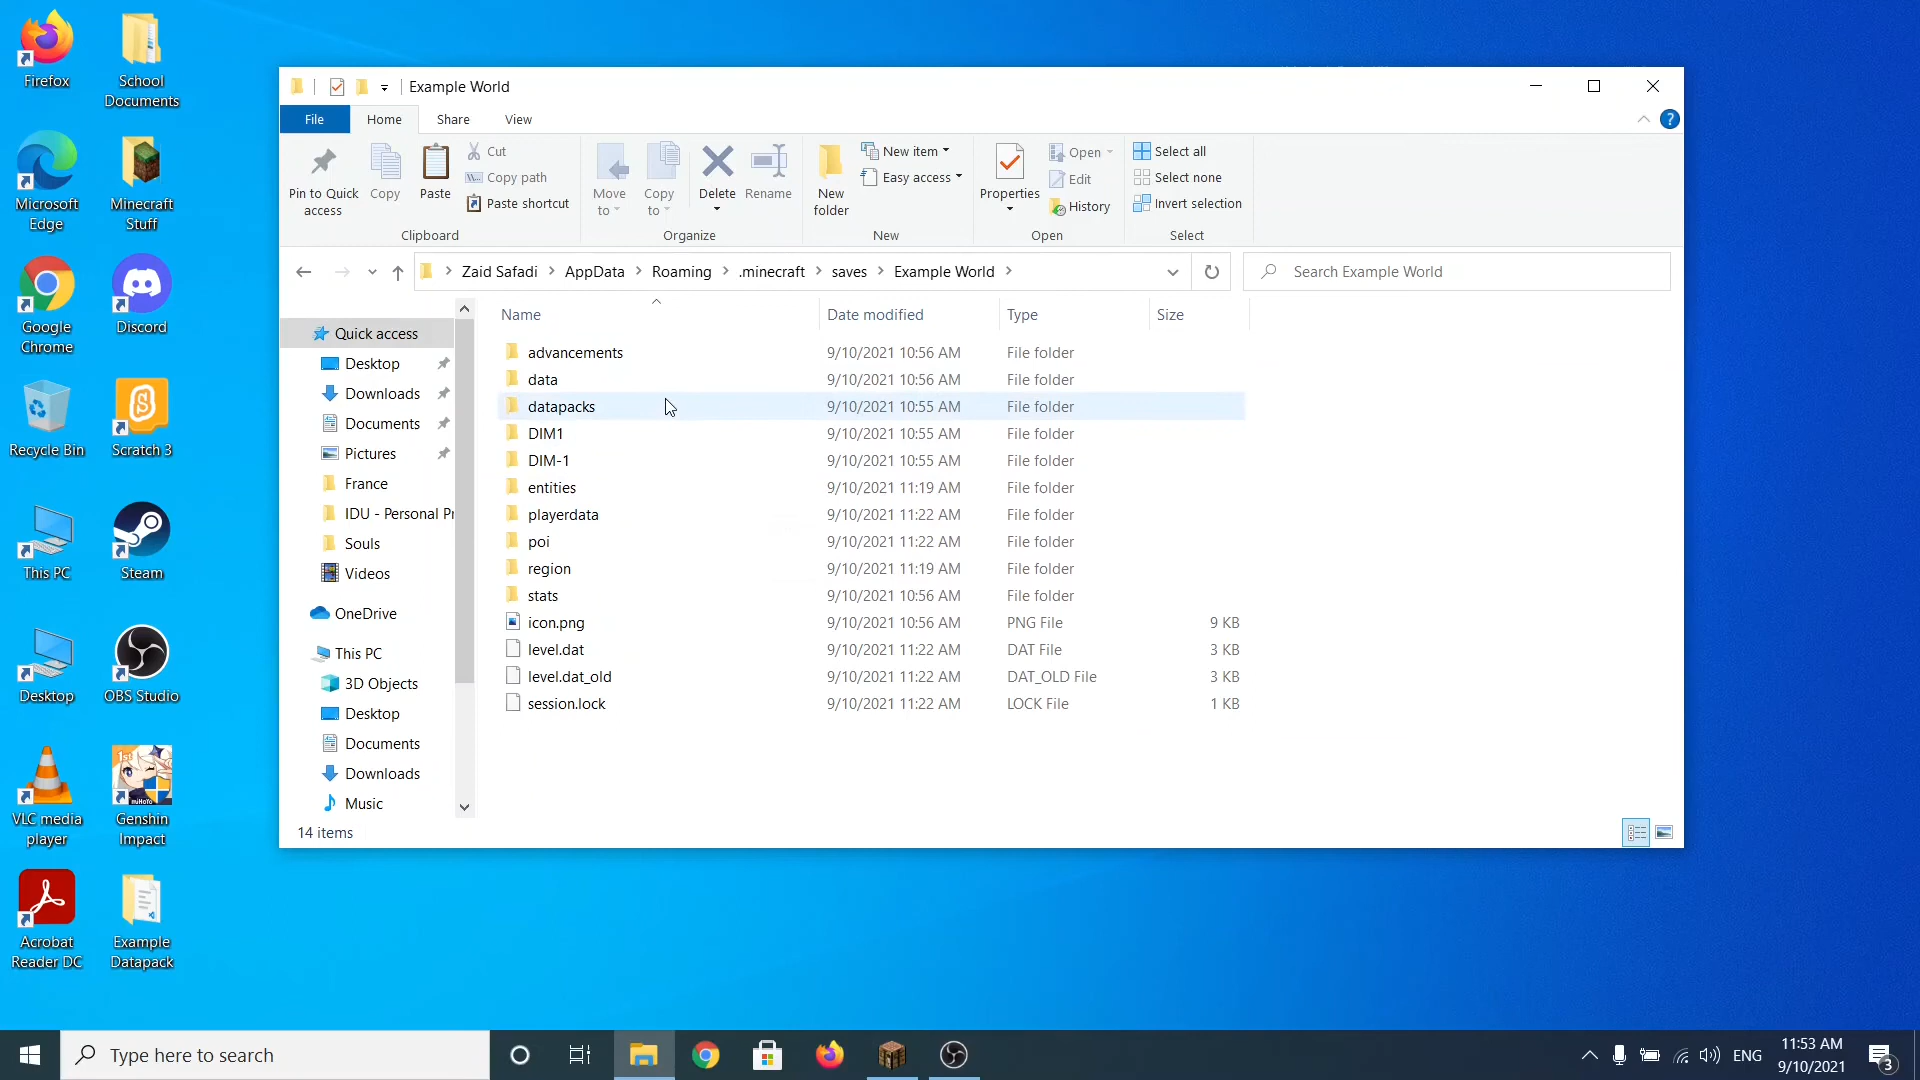 Firefox
School
Documents
Microsoft
Edge
Minecraft
Stuff
Google
Chrome
Discord
Recycle Bin
Scratch 3
This PC
Steam
Desktop
OBS Studio
VLC media
player
Genshin
Impact
Acrobat
Reader DC
Example
Datapack
Example World
File Home Share View
Pin to Quick
access
Copy
Paste
Cut
Copy path
Paste shortcut
Clipboard
Move
to
Copy
to
Delete
Rename
Organize
New
folder
New item
Easy access
New
Properties
Open
Edit
History
Open
Select all
Select none
Invert selection
Select
Zaid Safadi > AppData > Roaming > .minecraft > saves > Example World >
Search Example World
Quick access
Desktop
Downloads
Documents
Pictures
France
IDU - Personal Pr
Souls
Videos
OneDrive
This PC
3D Objects
Desktop
Documents
Downloads
Music
Name Date modified Type Size
advancements 9/10/2021 10:56 AM File folder
data 9/10/2021 10:56 AM File folder
datapacks 9/10/2021 10:55 AM File folder
DIM1 9/10/2021 10:55 AM File folder
DIM-1 9/10/2021 10:55 AM File folder
entities 9/10/2021 11:19 AM File folder
playerdata 9/10/2021 11:22 AM File folder
poi 9/10/2021 11:22 AM File folder
region 9/10/2021 11:19 AM File folder
stats 9/10/2021 10:56 AM File folder
icon.png 9/10/2021 10:56 AM PNG File 9 KB
level.dat 9/10/2021 11:22 AM DAT File 3 KB
level.dat_old 9/10/2021 11:22 AM DAT_OLD File 3 KB
session.lock 9/10/2021 11:22 AM LOCK File 1 KB
14 items
Type here to search
ENG
11:53 AM
9/10/2021
3